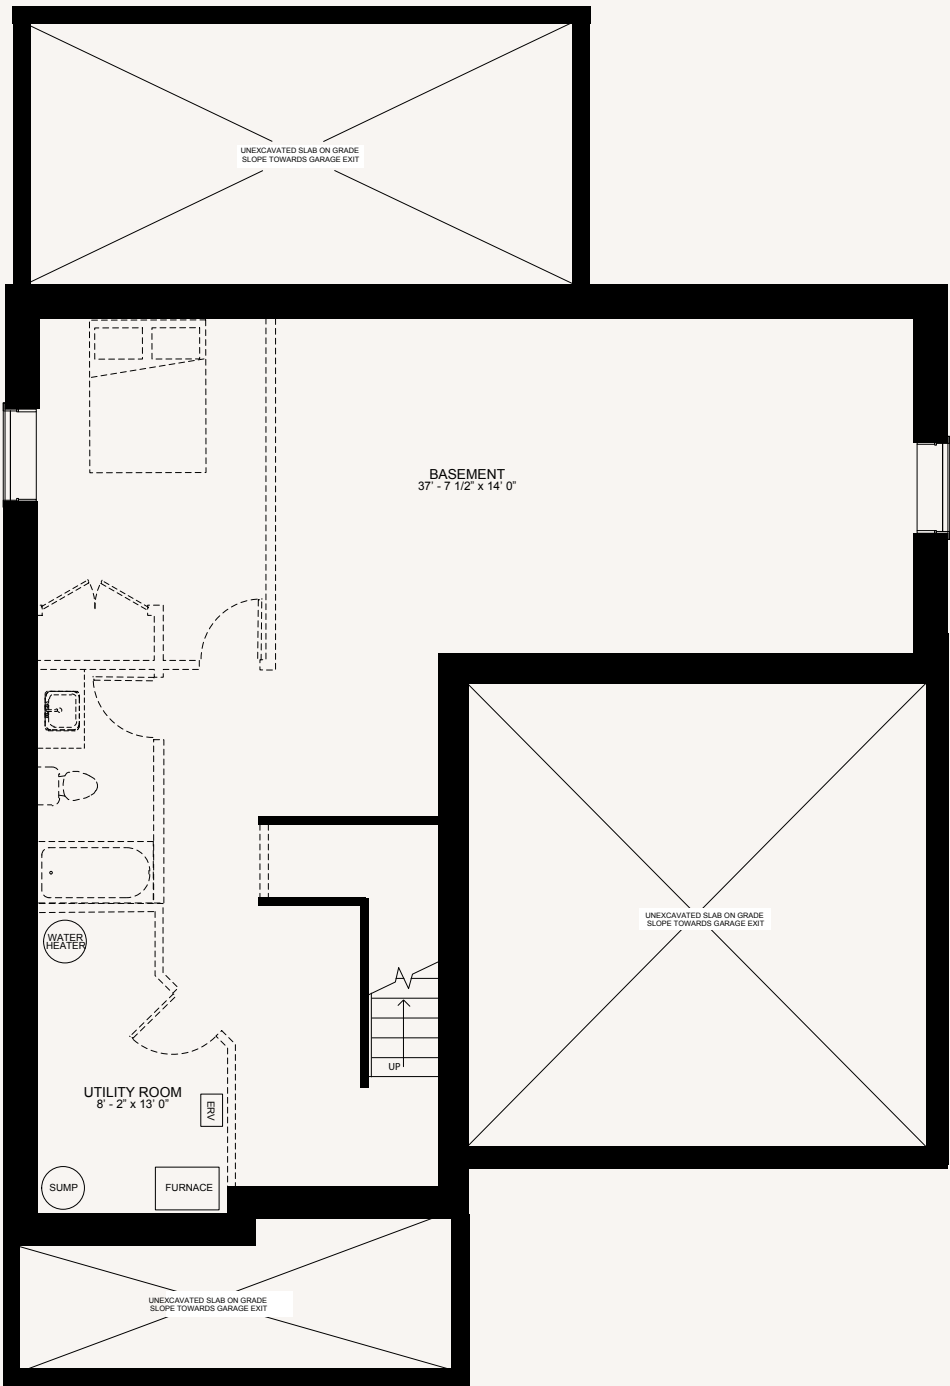 UNEXCAVATED SLAB ON GRADE
SLOPE TOWARDS GARAGE EXIT
BASEMENT
37' - 7 1/2" x 14' 0"
UNEXCAVATED SLAB ON GRADE
SLOPE TOWARDS GARAGE EXIT
WATER
HEATER
UP
UTILITY ROOM
8' - 2" x 13' 0"
ERV
SUMP
FURNACE
UNEXCAVATED SLAB ON GRADE
SLOPE TOWARDS GARAGE EXIT